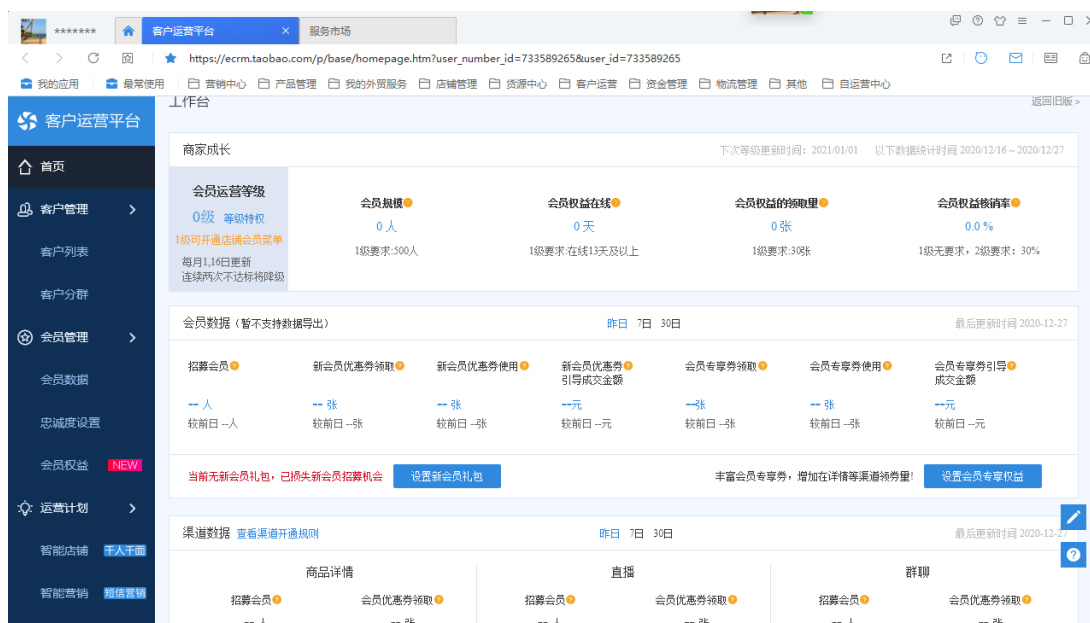 *******
客户运营平台
服务市场
https://ecrm.taobao.com/p/base/homepage.htm?user_number_id=733589265&user_id=733589265
我的应用 最常使用 营销中心 产品管理 我的外贸服务 店铺管理 货源中心 客户运营 资金管理 物流管理 其他 自运营中心
客户运营平台
首页
客户管理
客户列表
客户分群
会员管理
会员数据
忠诚度设置
会员权益 NEW
运营计划
智能店铺 千人千面
智能营销 短信营销
工作台 返回旧版 >
商家成长 下次等级更新时间：2021/01/01 以下数据统计时间 2020/12/16～2020/12/27
会员运营等级
0级 等级特权
1级可开通店铺会员菜单
每月1,16日更新
连续两次不达标将降级
会员规模 会员权益在线 会员权益的领取量 会员权益核销率
0 人 0 天 0 张 0.0 %
1级要求:500人 1级要求:在线13天及以上 1级要求:30张 1级无要求，2级要求：30%
会员数据（暂不支持数据导出） 昨日 7日 30日 最后更新时间 2020-12-27
招募会员 新会员优惠券领取 新会员优惠券使用 新会员优惠券引导成交金额 会员专享券领取 会员专享券使用 会员专享券引导成交金额
-- 人 -- 张 -- 张 --元 --张 -- 张 --元
较前日 --人 较前日 --张 较前日 --张 较前日 --元 较前日 --张 较前日 --张 较前日 --元
当前无新会员礼包，已损失新会员招募机会 设置新会员礼包 丰富会员专享券，增加在详情等渠道领券量! 设置会员专享权益
渠道数据 查看渠道开通规则 昨日 7日 30日 最后更新时间 2020-12-27
商品详情 直播 群聊
招募会员 会员优惠券领取 招募会员 会员优惠券领取 招募会员 会员优惠券领取
-- 人 -- 张 -- 人 -- 张 -- 人 -- 张